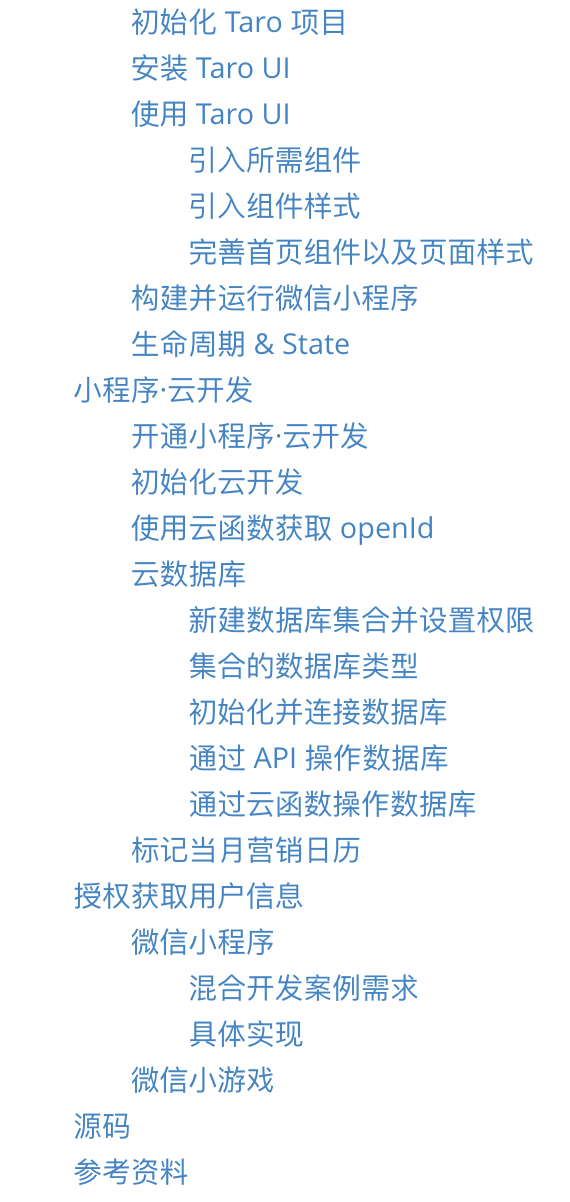 初始化 Taro 项目
安装 Taro UI
使用 Taro UI
引入所需组件
引入组件样式
完善首页组件以及页面样式
构建并运行微信小程序
生命周期 & State
小程序·云开发
开通小程序·云开发
初始化云开发
使用云函数获取 openId
云数据库
新建数据库集合并设置权限
集合的数据库类型
初始化并连接数据库
通过 API 操作数据库
通过云函数操作数据库
标记当月营销日历
授权获取用户信息
微信小程序
混合开发案例需求
具体实现
微信小游戏
源码
参考资料